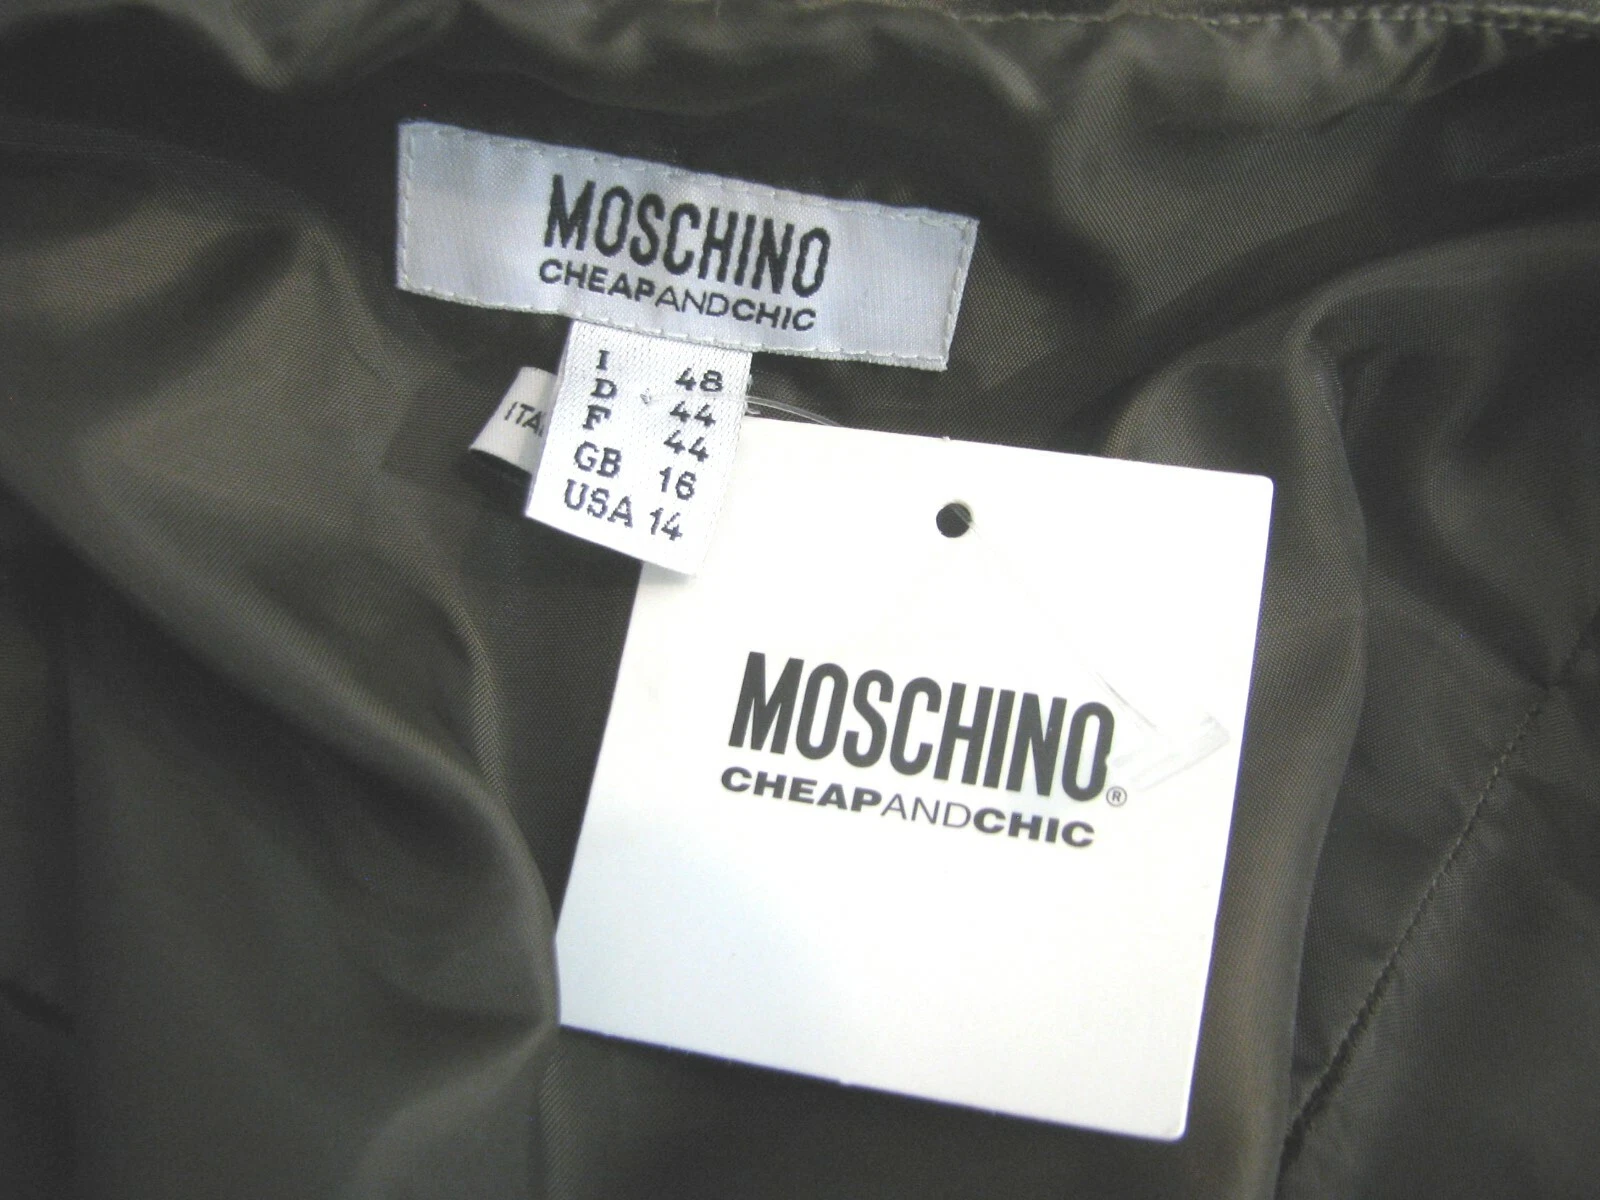 MOSCHINO
CHEAPANDCHIC
I 48
D 44
F 44
GB 16
USA 14
MOSCHINO®
CHEAPANDCHIC